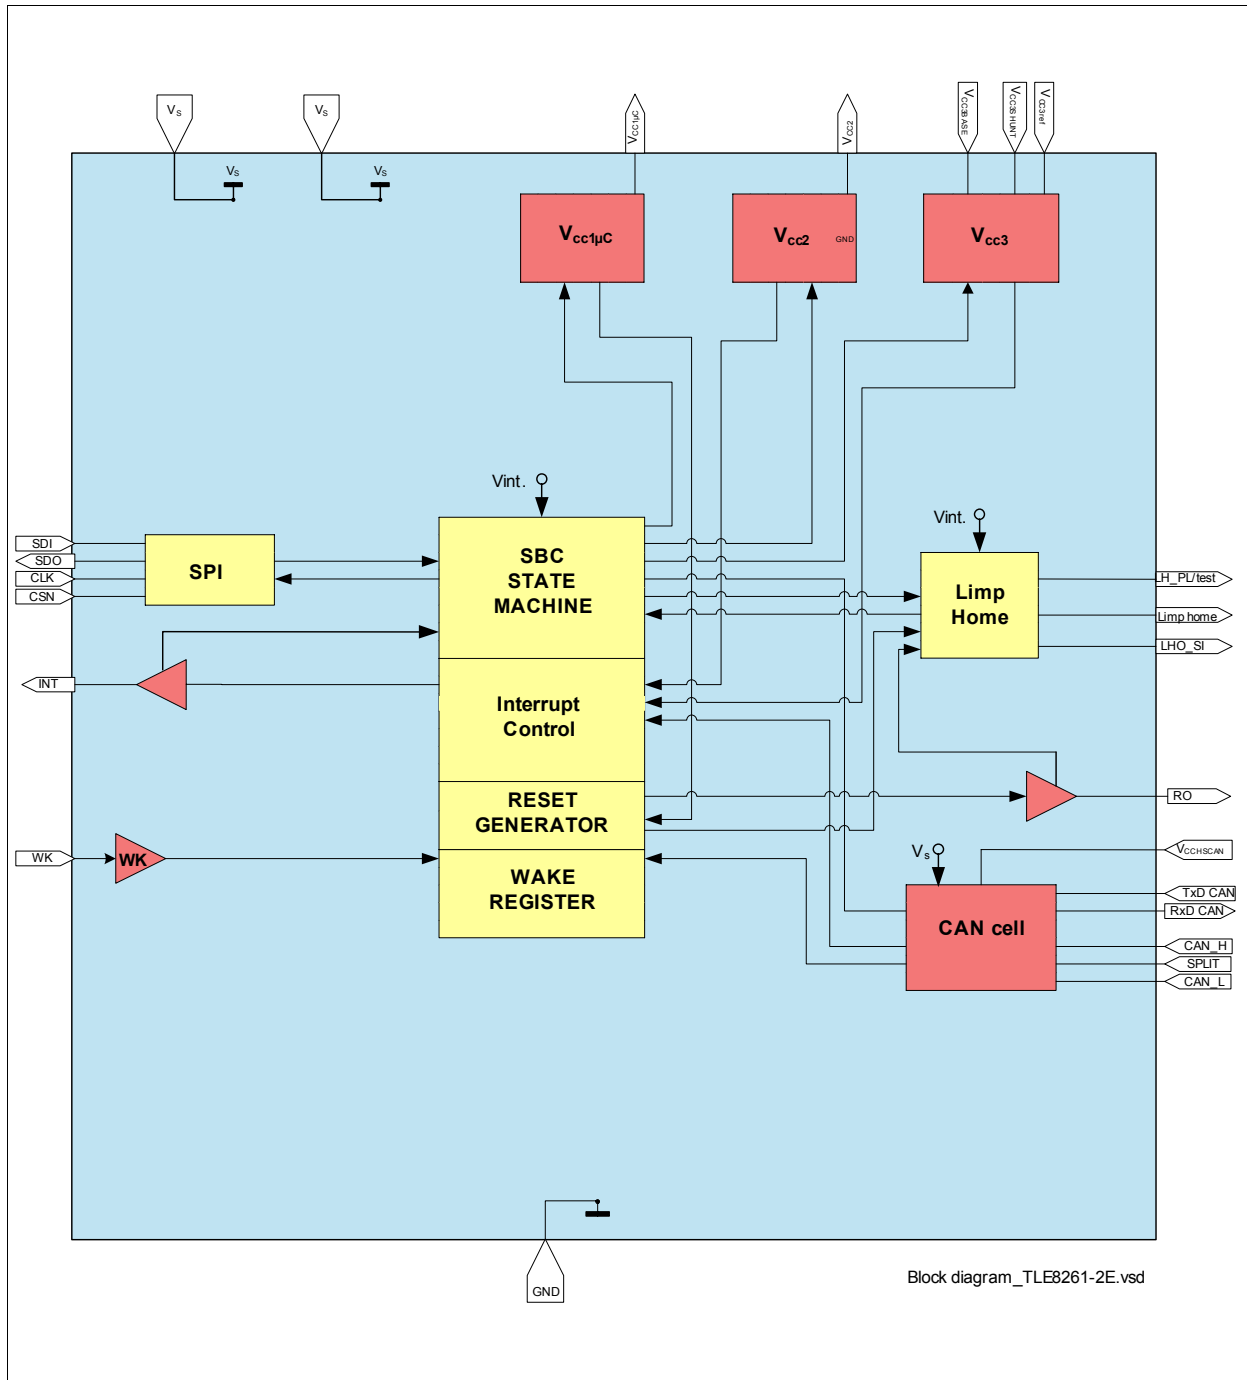 Vs
Vs
VCC1µC
VCC2
VCC3BASE
VCC3SHUNT
VCC3ref
Vs
Vs
Vcc1µC
Vcc2
GND
Vcc3
Vint.
SBC
STATE
MACHINE
SDI
SDO
CLK
CSN
SPI
Vint.
Limp
Home
LH_PL/test
Limp home
LHO_SI
INT
Interrupt
Control
RESET
GENERATOR
RO
WK
WK
WAKE
REGISTER
Vs
CAN cell
VCCHSCAN
TxD CAN
RxD CAN
CAN_H
SPLIT
CAN_L
GND
Block diagram_TLE8261-2E.vsd